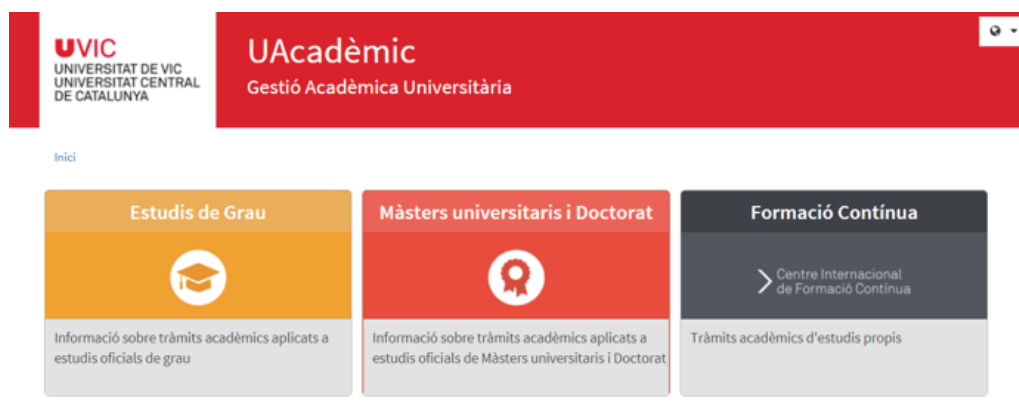 UVIC
UNIVERSITAT DE VIC
UNIVERSITAT CENTRAL
DE CATALUNYA
UAcadèmic
Gestió Acadèmica Universitària
Inici
Estudis de Grau
Informació sobre tràmits acadèmics aplicats a
estudis oficials de grau
Màsters universitaris i Doctorat
Informació sobre tràmits acadèmics aplicats a
estudis oficials de Màsters universitaris i Doctorat
Formació Contínua
Centre Internacional
de Formació Contínua
Tràmits acadèmics d'estudis propis